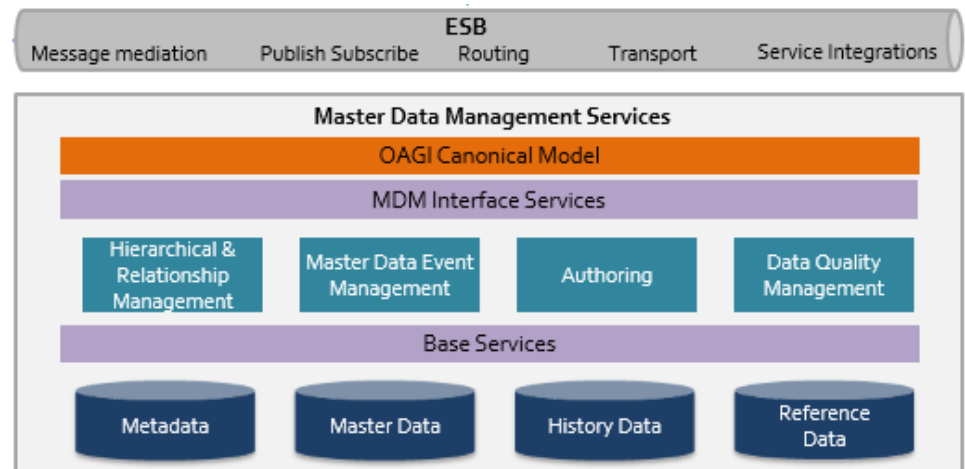 ESB
Message mediation Publish Subscribe Routing Transport Service Integrations
Master Data Management Services
OAGI Canonical Model
MDM Interface Services
Hierarchical &
Relationship
Management
Master Data Event
Management
Authoring
Data Quality
Management
Base Services
Metadata
Master Data
History Data
Reference
Data